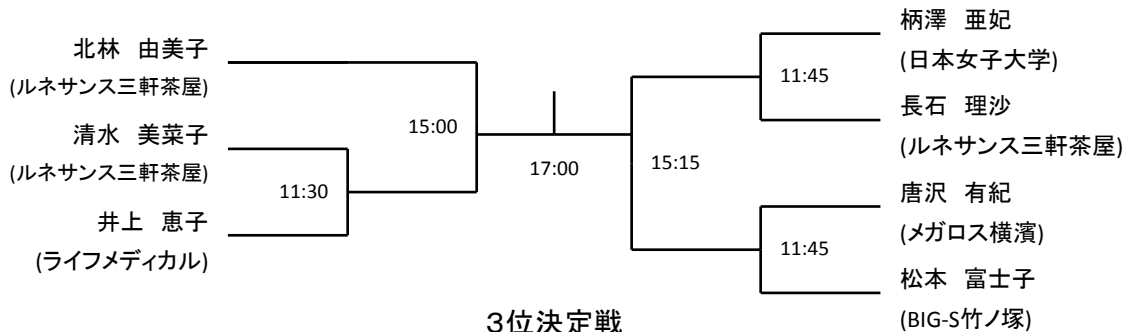 北林　由美子
(ルネサンス三軒茶屋)
清水　美菜子
(ルネサンス三軒茶屋)
井上　恵子
(ライフメディカル)
15:00
11:30
17:00
15:15
11:45
11:45
柄澤　亜妃
(日本女子大学)
長石　理沙
(ルネサンス三軒茶屋)
唐沢　有紀
(メガロス横濱)
松本　富士子
(BIG-S竹ノ塚)
３位決定戦